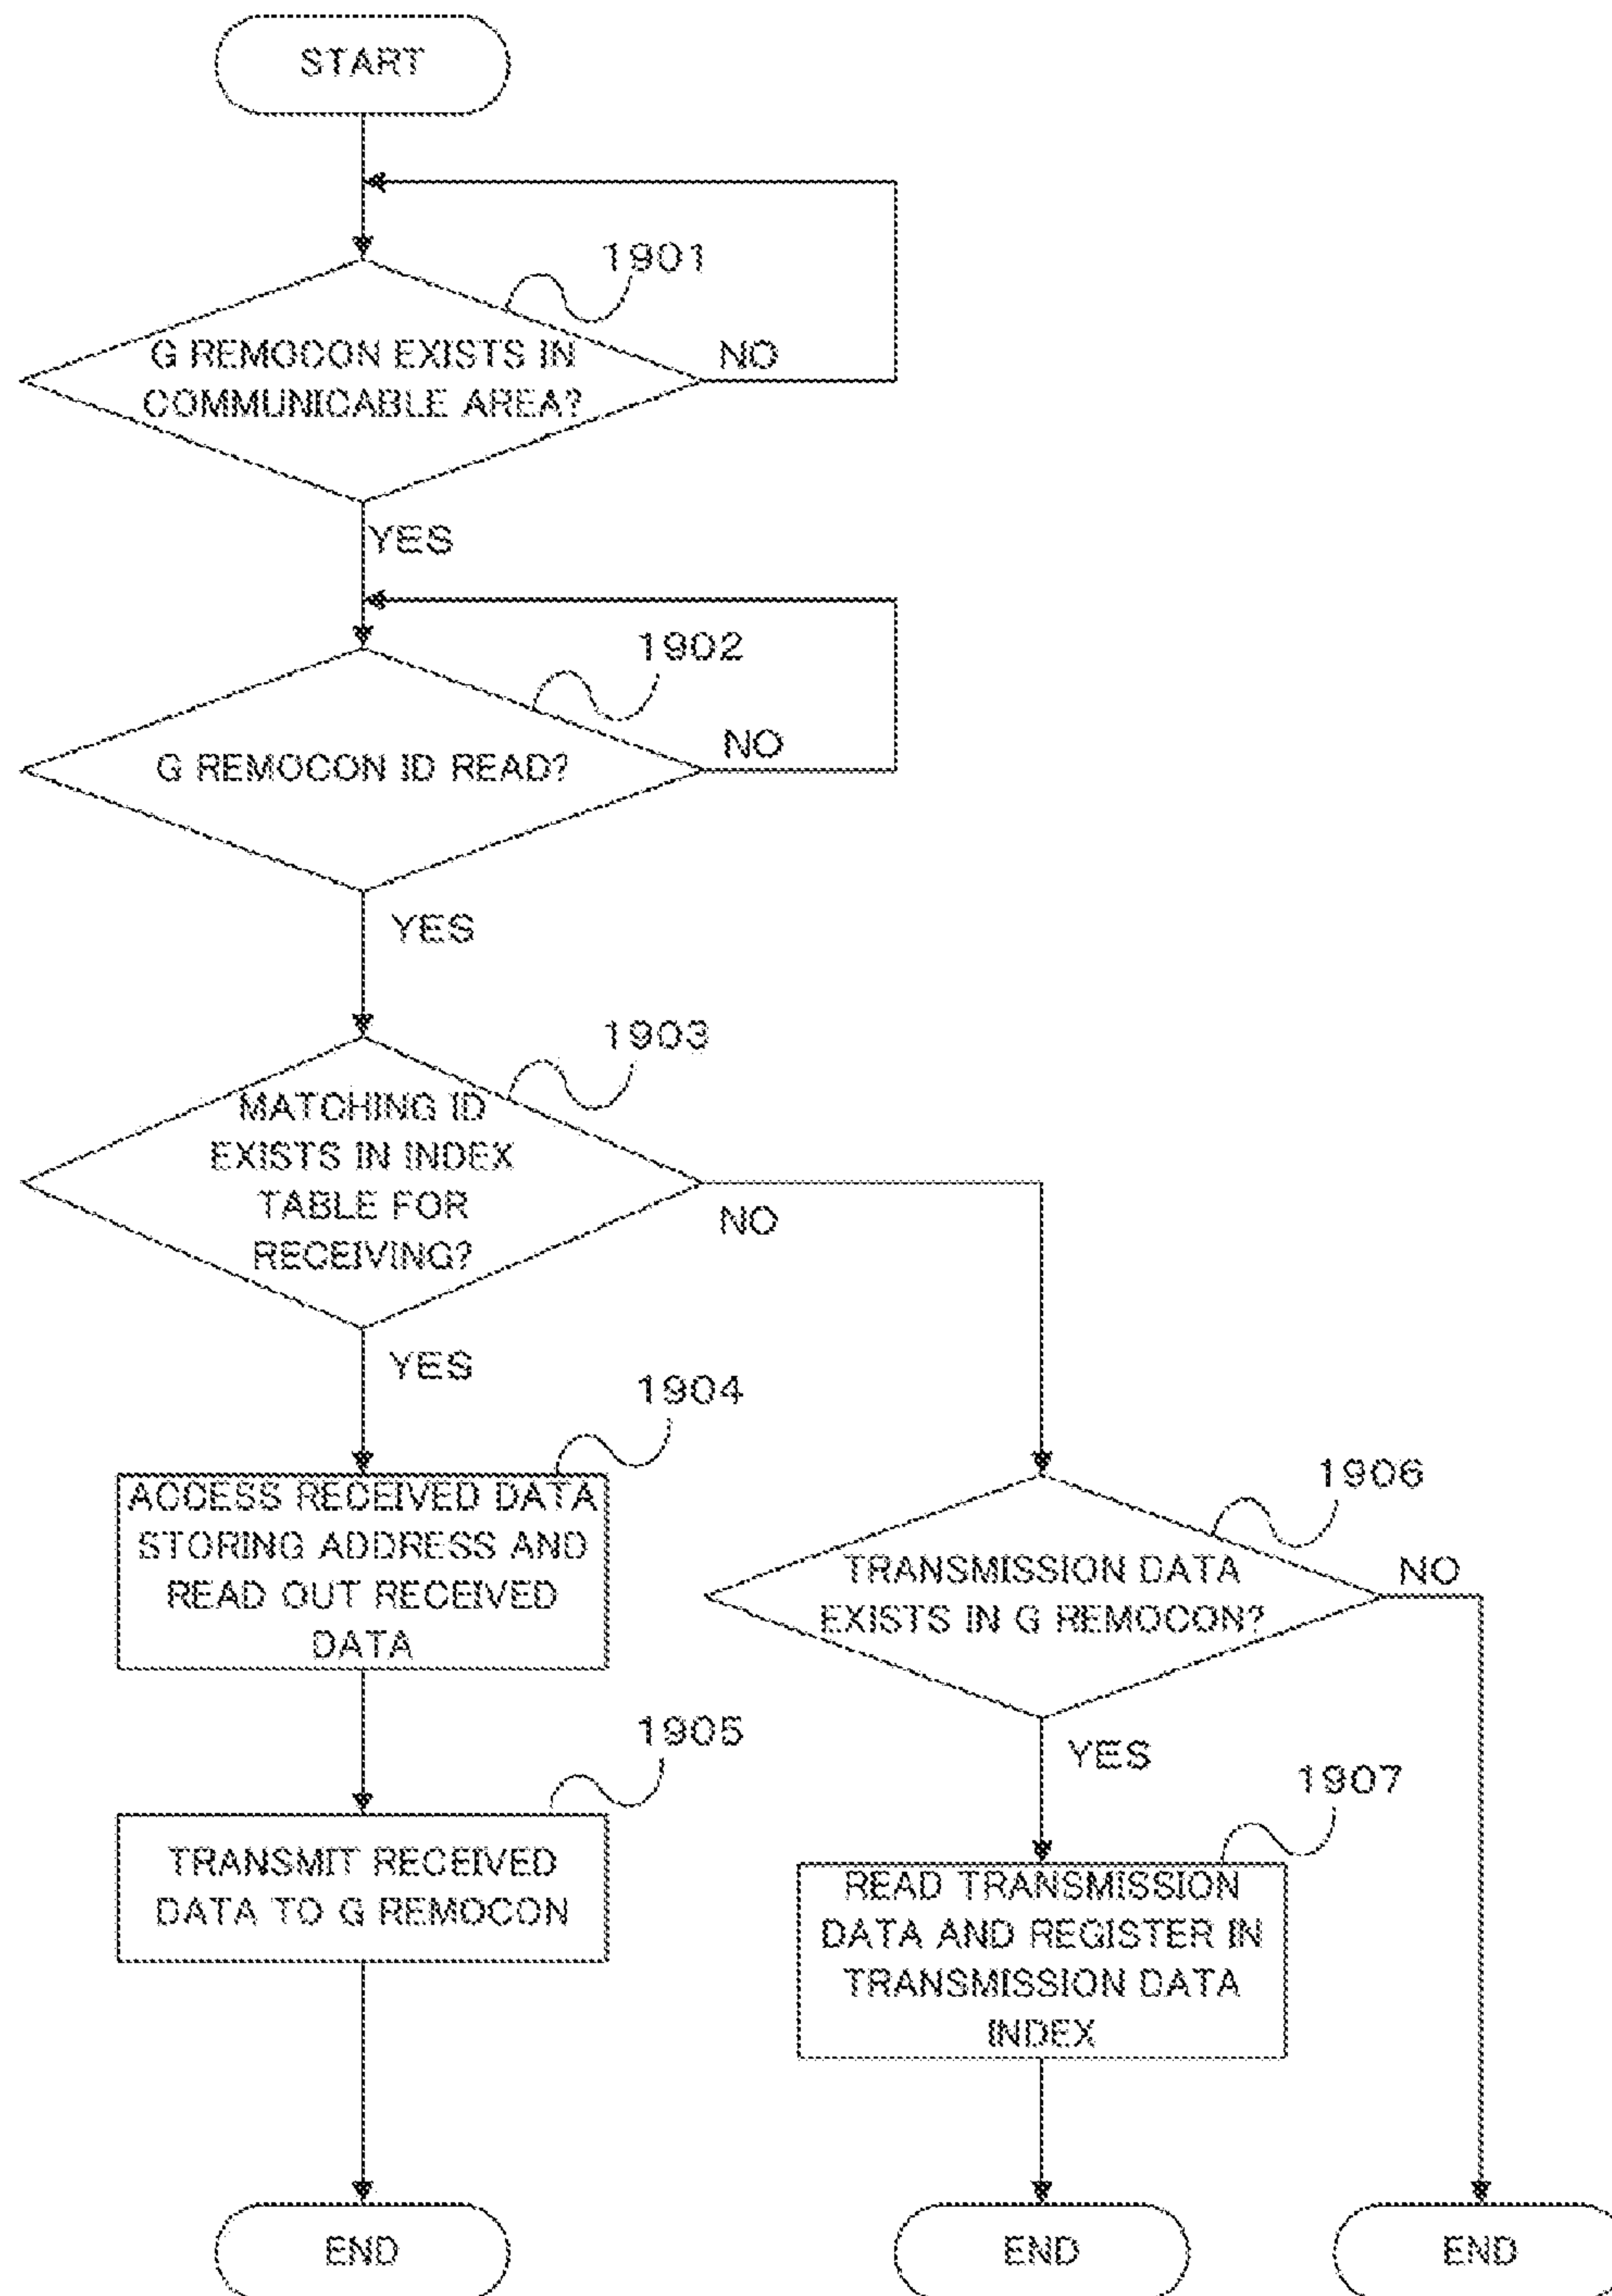 START
1901
G REMOCON EXISTS IN
COMMUNICABLE AREA?
NO
YES
1902
G REMOCON ID READ?
NO
YES
1903
MATCHING ID
EXISTS IN INDEX
TABLE FOR
RECEIVING?
NO
YES
1904
ACCESS RECEIVED DATA
STORING ADDRESS AND
READ OUT RECEIVED
DATA
1906
TRANSMISSION DATA
EXISTS IN G REMOCON?
NO
YES
1905
TRANSMIT RECEIVED
DATA TO G REMOCON
1907
READ TRANSMISSION
DATA AND REGISTER IN
TRANSMISSION DATA
INDEX
END
END
END